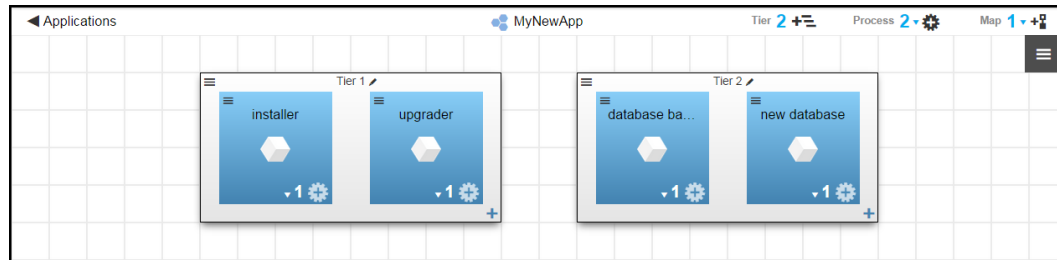 Applications
MyNewApp
Tier 2
Process 2
Map 1
Tier 1
Tier 2
installer
upgrader
database ba...
new database
1
1
1
1